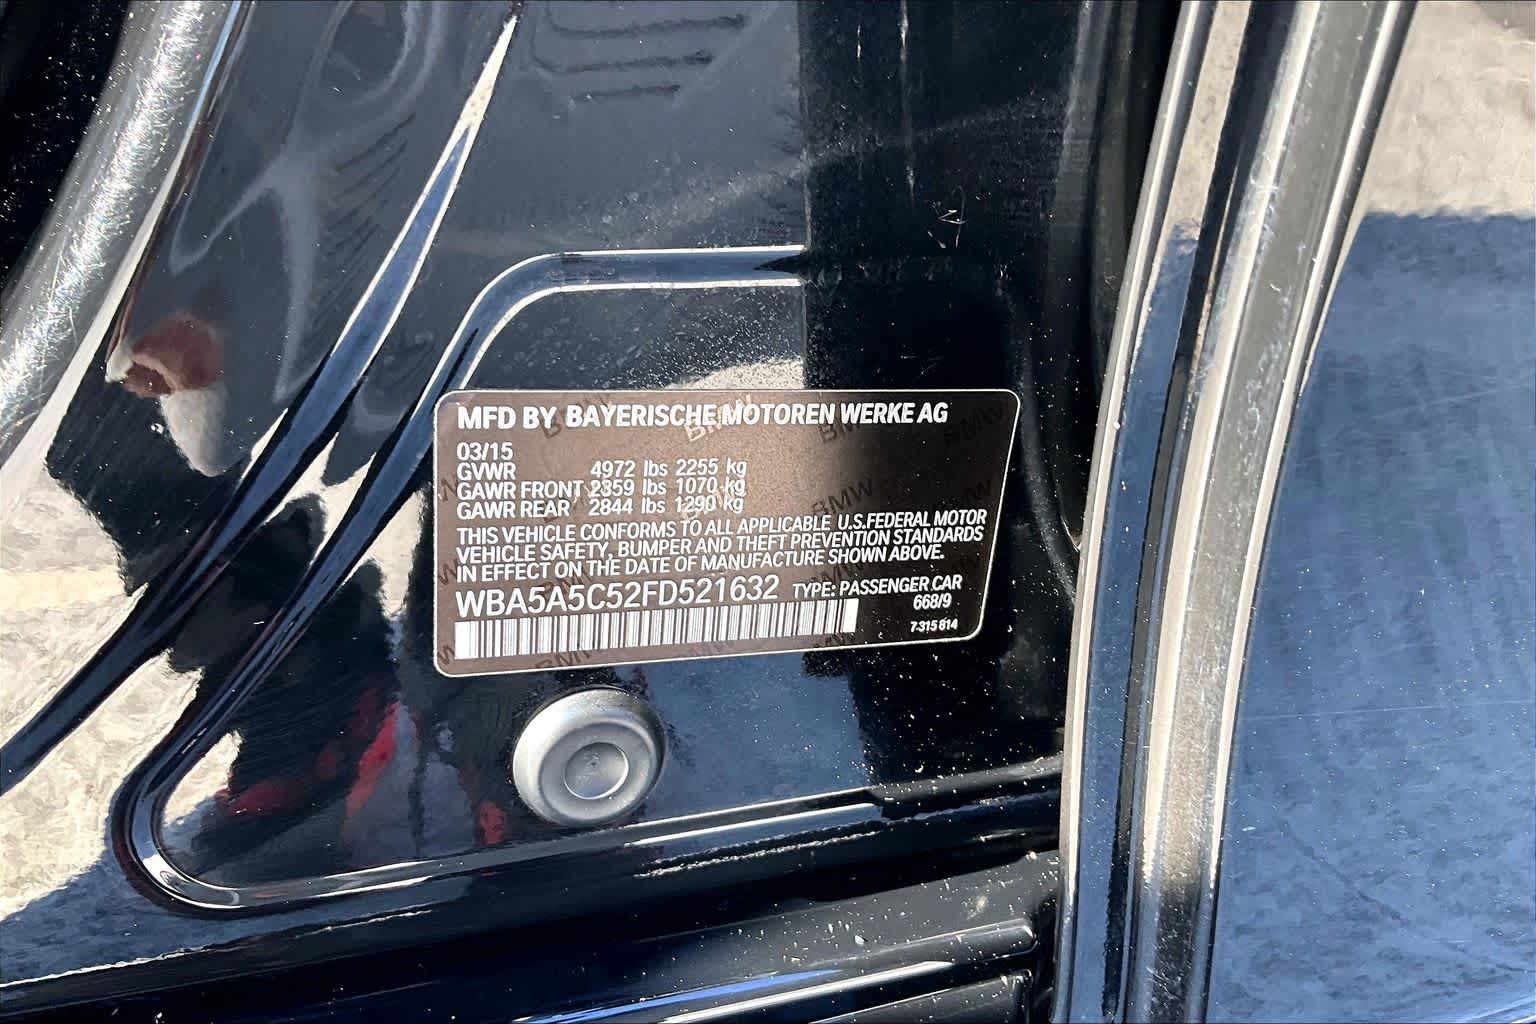 MFD BY BAYERISCHE MOTOREN WERKE AG
03/15
GVWR 4972 lbs 2255 kg
GAWR FRONT 2359 lbs 1070 kg
GAWR REAR 2844 lbs 1290 kg
THIS VEHICLE CONFORMS TO ALL APPLICABLE U.S.FEDERAL MOTOR
VEHICLE SAFETY, BUMPER AND THEFT PREVENTION STANDARDS
IN EFFECT ON THE DATE OF MANUFACTURE SHOWN ABOVE.
WBA5A5C52FD521632 TYPE: PASSENGER CAR
668/9
7 315 814